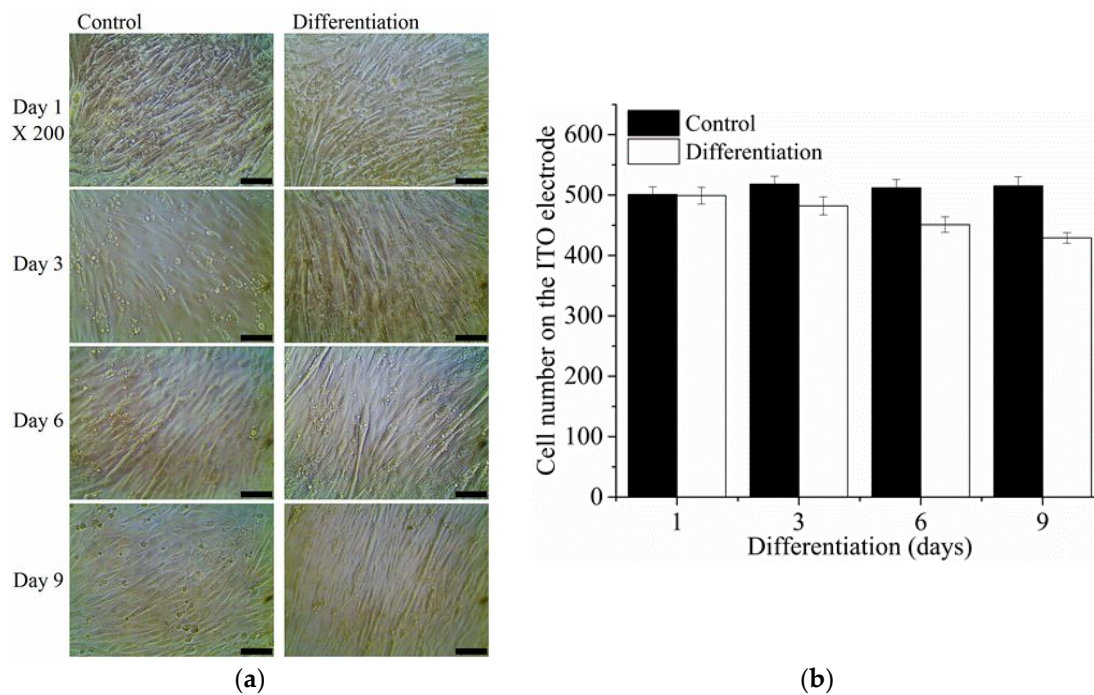 Control Differentiation
Day 1
X 200
Day 3
Day 6
Day 9
(a)
Control
Differentiation
Cell number on the ITO electrode
600
500
400
300
200
100
0
1 3 6 9
Differentiation (days)
(b)